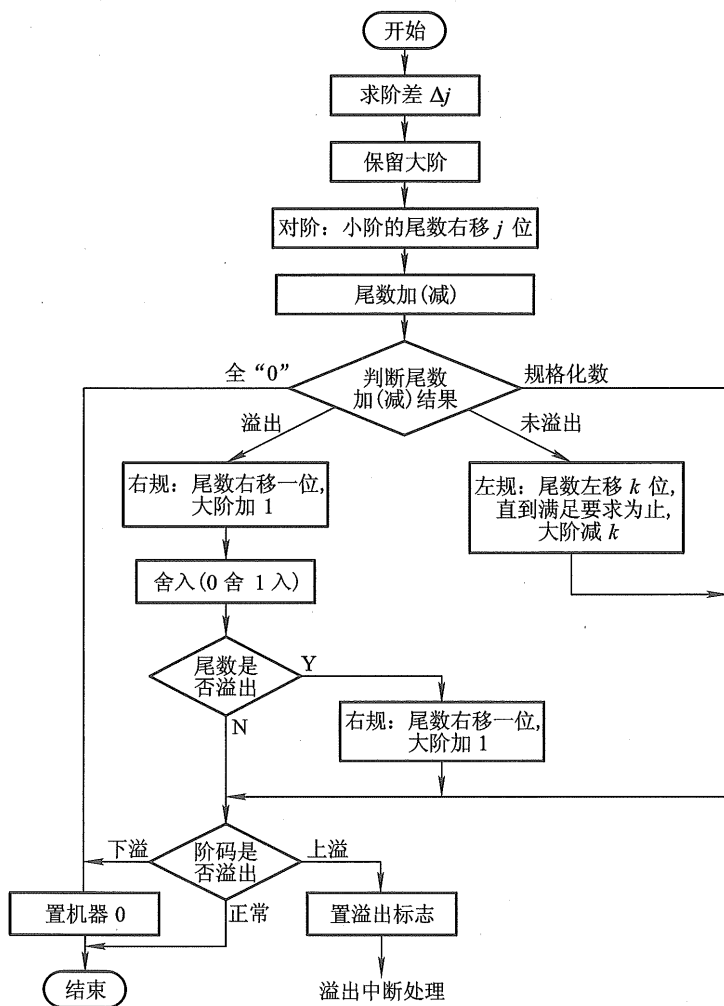 开始
求阶差 Δj
保留大阶
对阶：小阶的尾数右移 j 位
尾数加(减)
全“0”
判断尾数
加(减)结果
规格化数
溢出
未溢出
右规：尾数右移一位,
大阶加 1
左规：尾数左移 k 位,
直到满足要求为止,
大阶减 k
舍入(0 舍 1 入)
尾数是
否溢出
Y
N
右规：尾数右移一位,
大阶加 1
下溢
阶码是
否溢出
上溢
置机器 0
正常
置溢出标志
结束
溢出中断处理